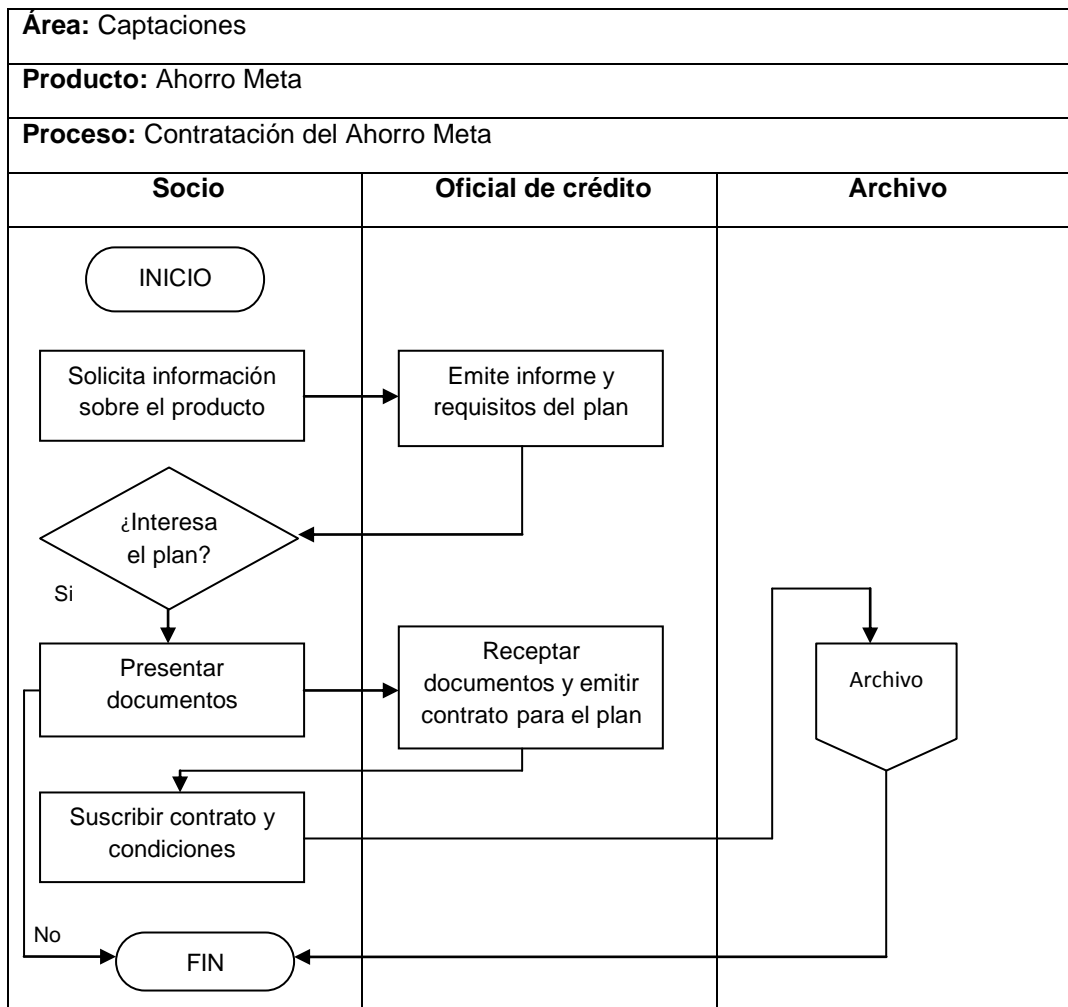 Área: Captaciones
Producto: Ahorro Meta
Proceso: Contratación del Ahorro Meta
Socio
Oficial de crédito
Archivo
INICIO
Solicita información
sobre el producto
Emite informe y
requisitos del plan
¿Interesa
el plan?
Si
Presentar
documentos
Receptar
documentos y emitir
contrato para el plan
Archivo
Suscribir contrato y
condiciones
No
FIN